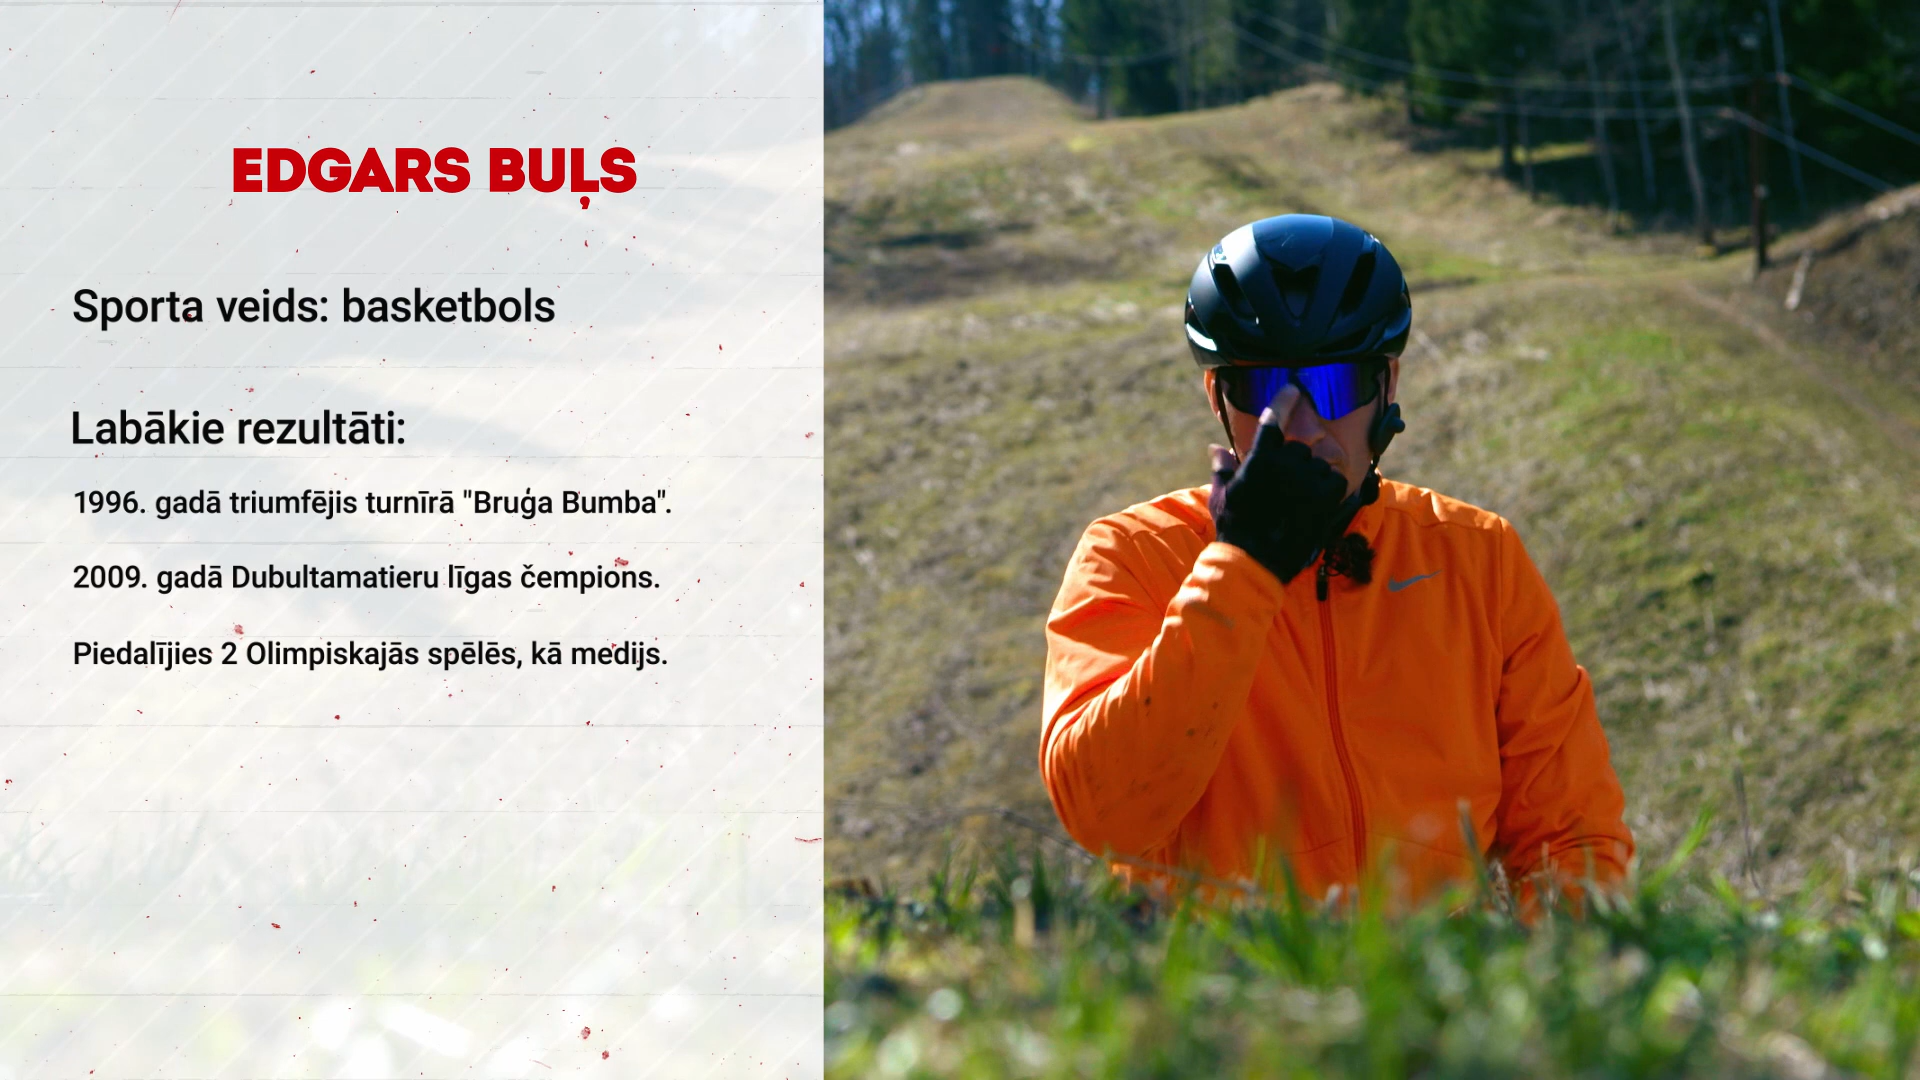 EDGARS BUĻS
Sporta veids: basketbols
Labākie rezultāti:
1996. gadā triumfējis turnīrā "Bruģa Bumba".
2009. gadā Dubultamatieru līgas čempions.
Piedalījies 2 Olimpiskajās spēlēs, kā medijs.